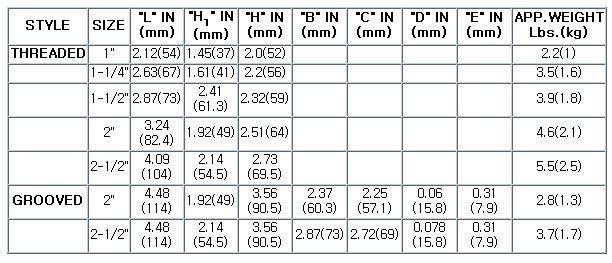 STYLE SIZE "L" IN (mm) "H1" IN (mm) "H" IN (mm) "B" IN (mm) "C" IN (mm) "D" IN (mm) "E" IN (mm) APP.WEIGHT Lbs.(kg)
THREADED 1" 2.12(54) 1.45(37) 2.0(52) 2.2(1)
1-1/4" 2.63(67) 1.61(41) 2.2(56) 3.5(1.6)
1-1/2" 2.87(73) 2.41 (61.3) 2.32(59) 3.9(1.8)
2" 3.24 (82.4) 1.92(49) 2.51(64) 4.6(2.1)
2-1/2" 4.09 (104) 2.14 (54.5) 2.73 (69.5) 5.5(2.5)
GROOVED 2" 4.48 (114) 1.92(49) 3.56 (90.5) 2.37 (60.3) 2.25 (57.1) 0.06 (15.8) 0.31 (7.9) 2.8(1.3)
2-1/2" 4.48 (114) 2.14 (54.5) 3.56 (90.5) 2.87(73) 2.72(69) 0.078 (15.8) 0.31 (7.9) 3.7(1.7)